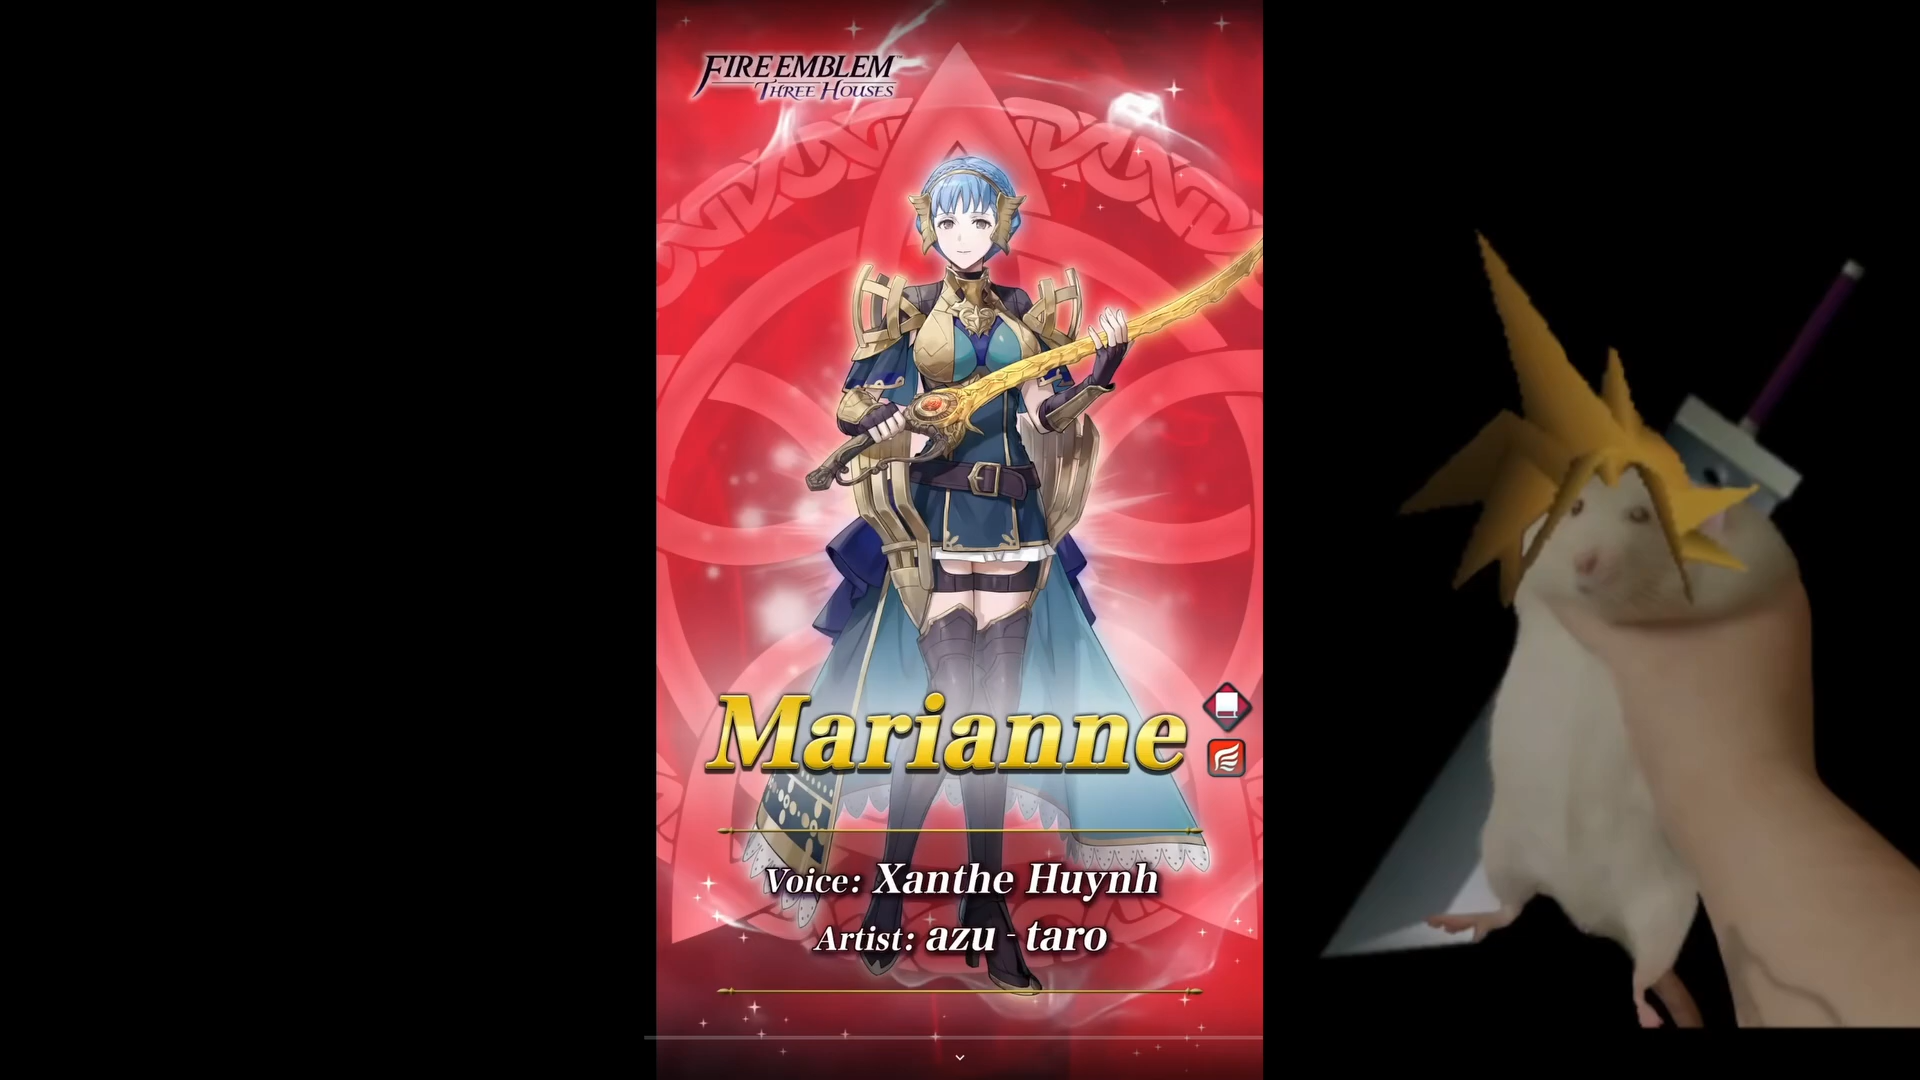 FIRE EMBLEM
THREE HOUSES
Marianne
Voice: Xanthe Huynh
Artist: azu-taro